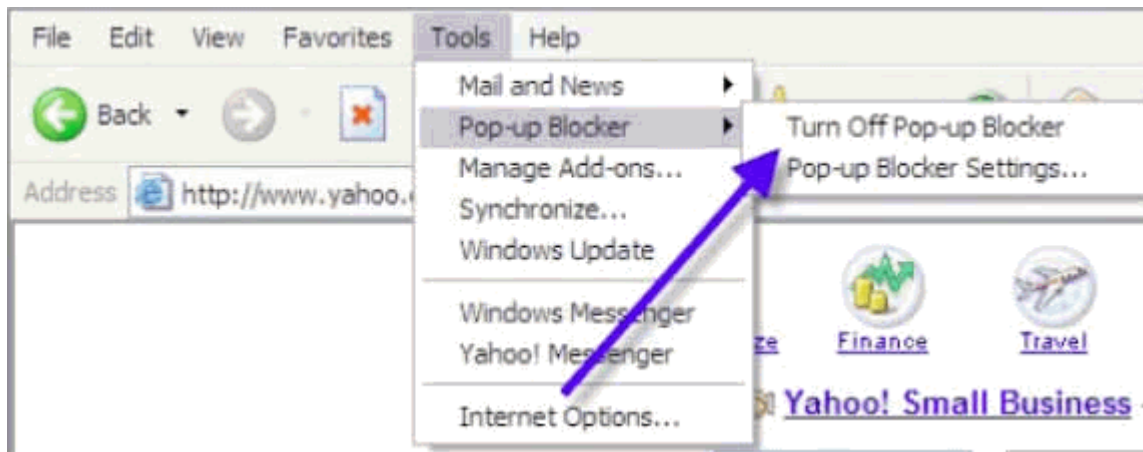 File Edit View Favorites Tools Help
Mail and News
Back Pop-up Blocker Turn Off Pop-up Blocker
Manage Add-ons... Pop-up Blocker Settings...
Address http://www.yahoo.
Synchronize...
Windows Update
Windows Messenger
Yahoo! Messenger
ze Finance Travel
Internet Options... Yahoo! Small Business